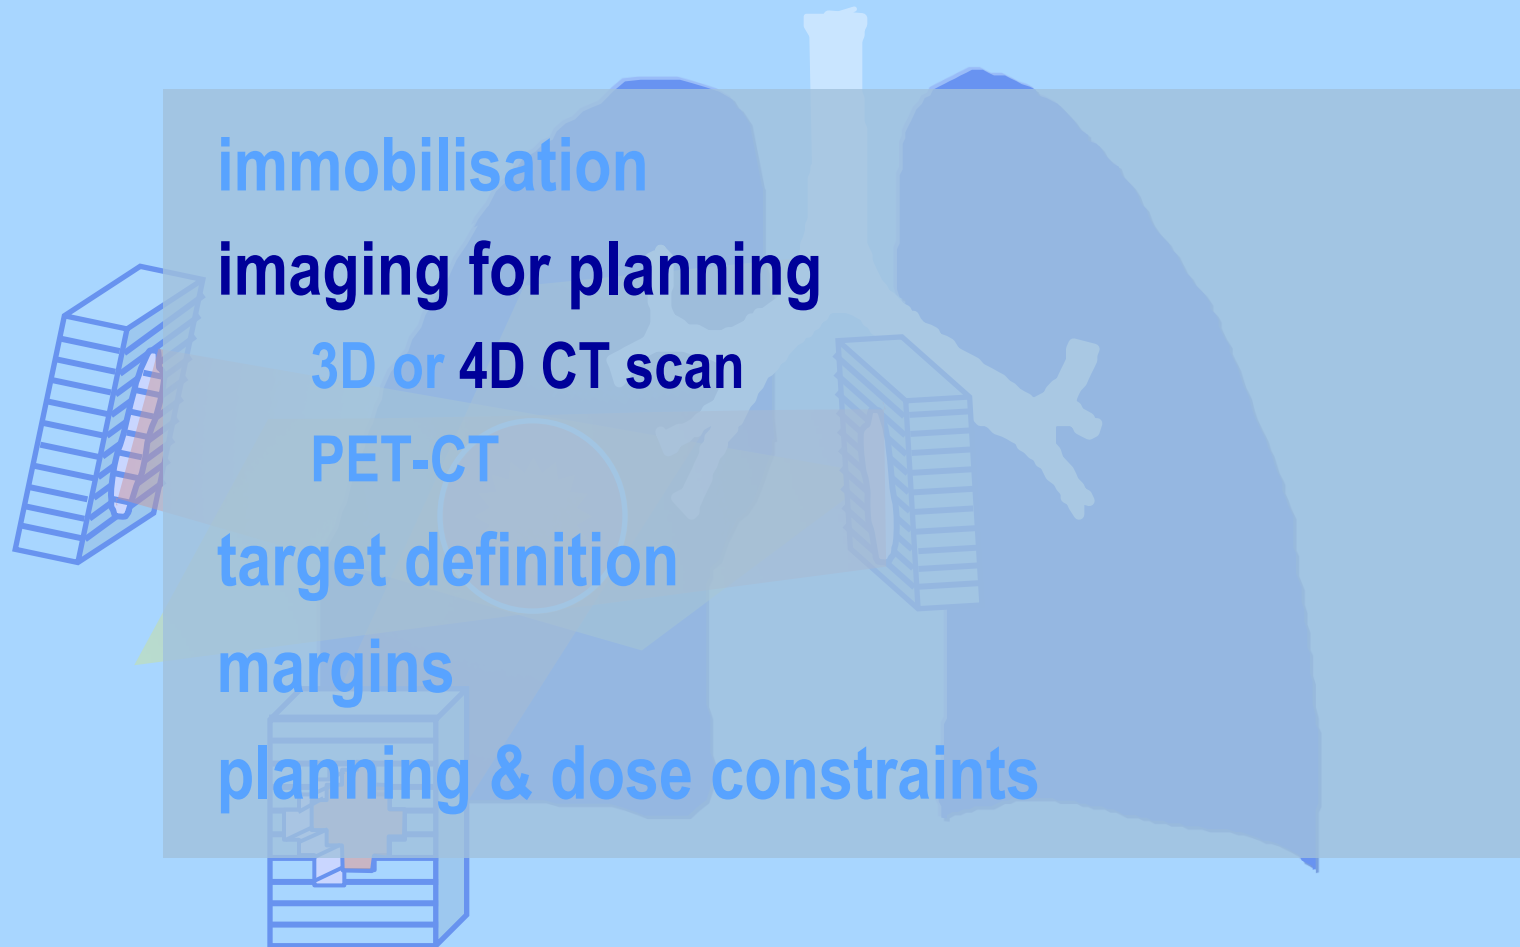 immobilisation
imaging for planning
3D or 4D CT scan
PET-CT
target definition
margins
planning & dose constraints